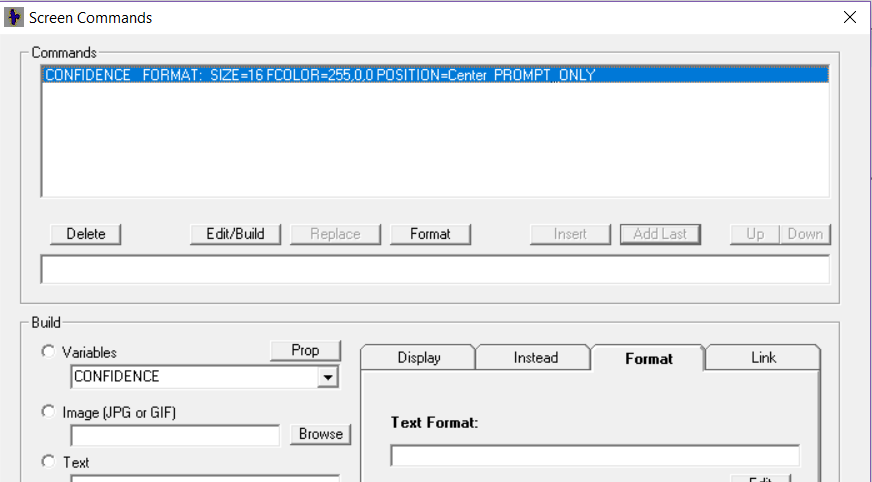 Screen Commands
Commands
CONFIDENCE FORMAT: SIZE=16 FCOLOR=255,0,0 POSITION=Center PROMPT_ONLY
Delete Edit/Build Replace Format Insert Add Last Up Down
Build
Variables Prop
CONFIDENCE
Image (JPG or GIF)
Browse
Text
Display Instead Format Link
Text Format:
Edit